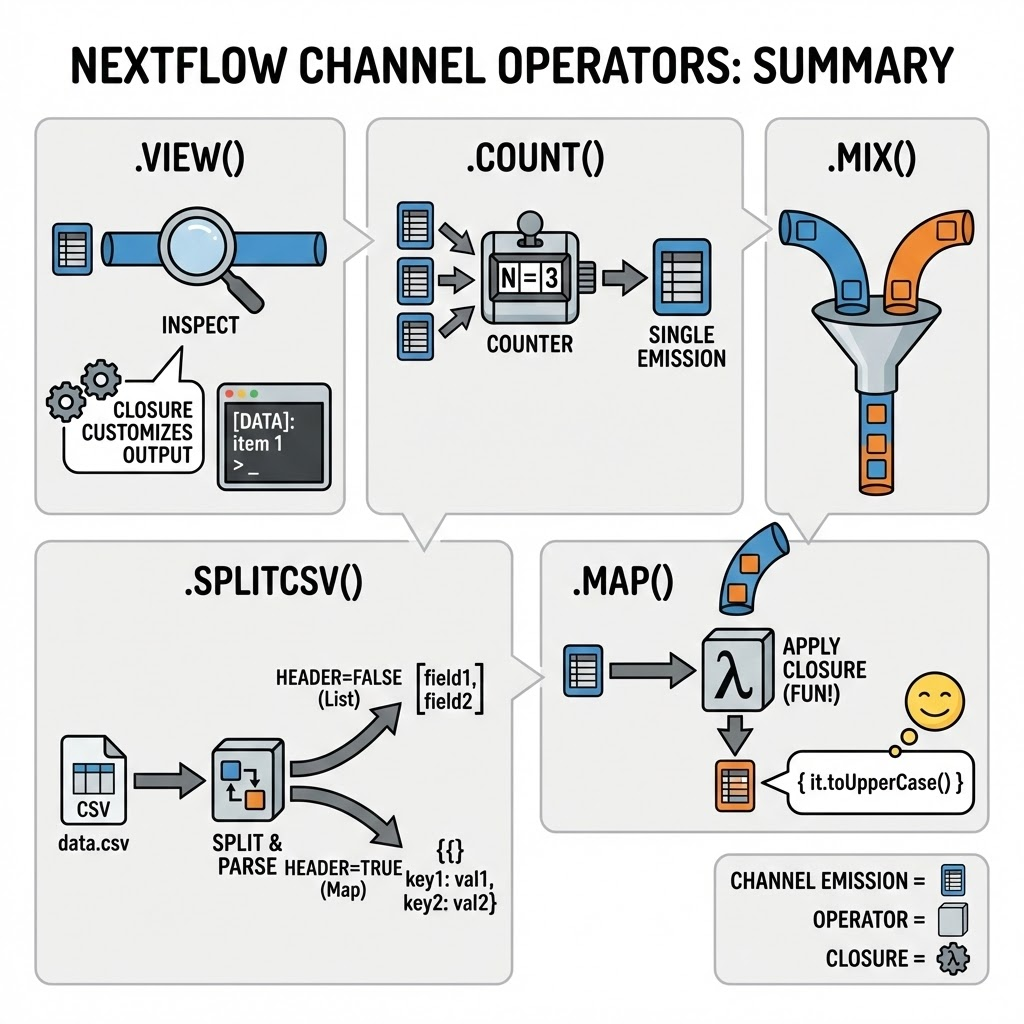 NEXTFLOW CHANNEL OPERATORS: SUMMARY
.VIEW()
INSPECT
CLOSURE
CUSTOMIZES
OUTPUT
[DATA]:
item 1
>_
.COUNT()
N=3
COUNTER
SINGLE
EMISSION
.MIX()
.SPLITCSV()
CSV
data.csv
SPLIT &
PARSE
HEADER=FALSE
(List)
[field1,
field2]
HEADER=TRUE
(Map)
{{}
key1: val1,
key2: val2}
.MAP()
λ
APPLY
CLOSURE
(FUN!)
{ it.toUpperCase() }
CHANNEL EMISSION =
OPERATOR =
CLOSURE = λ